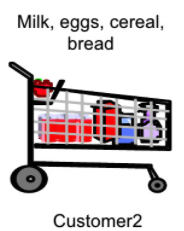 Milk, eggs, cereal,
bread
Customer2